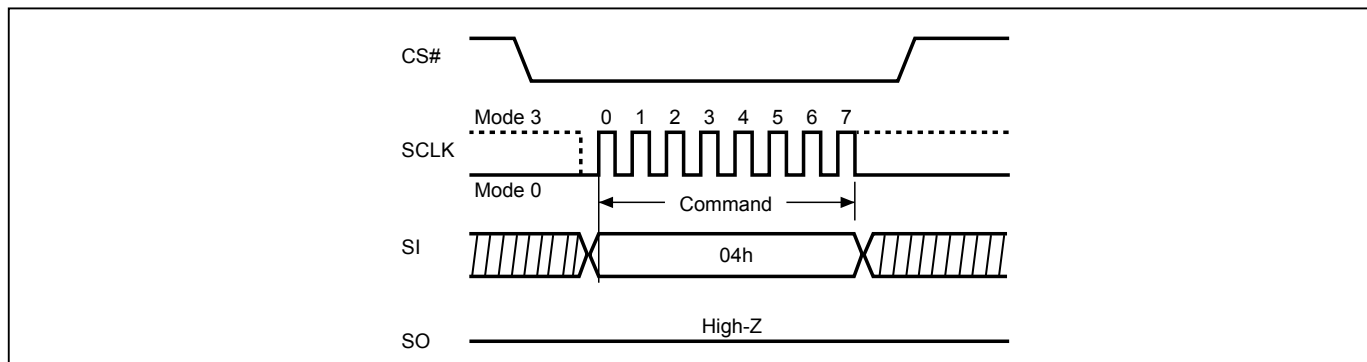 CS#
Mode 3 0 1 2 3 4 5 6 7
SCLK
Mode 0
Command
SI
04h
High-Z
SO